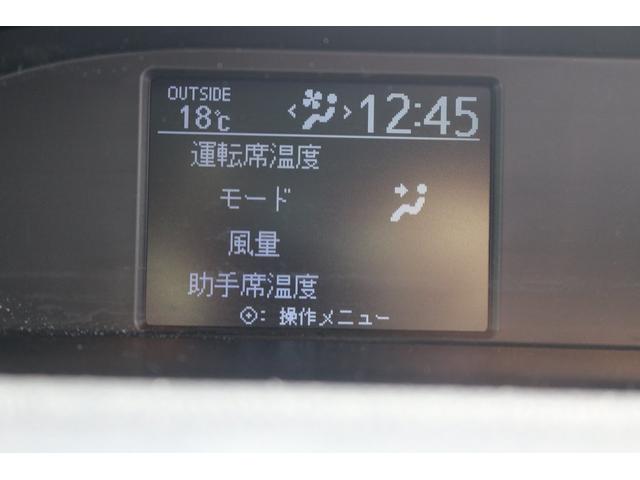 OUTSIDE
18℃ 12:45
運転席温度
モード
風量
助手席温度
: 操作メニュー